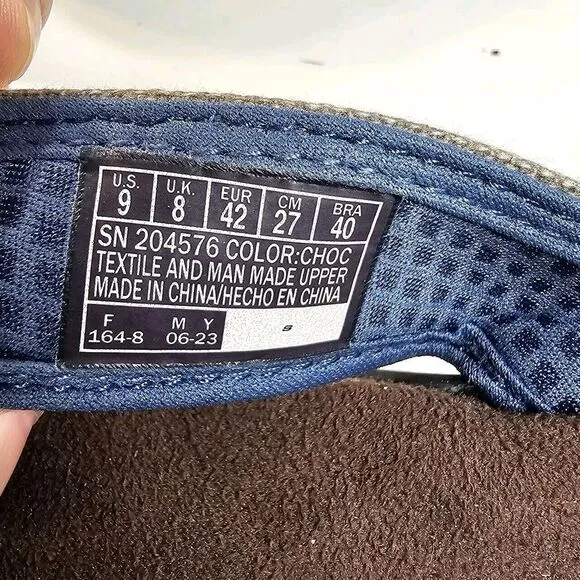 U.S. U.K. EUR CM BRA
9 8 42 27 40
SN 204576 COLOR:CHOC
TEXTILE AND MAN MADE UPPER
MADE IN CHINA/HECHO EN CHINA
F M Y
164-8 06-23